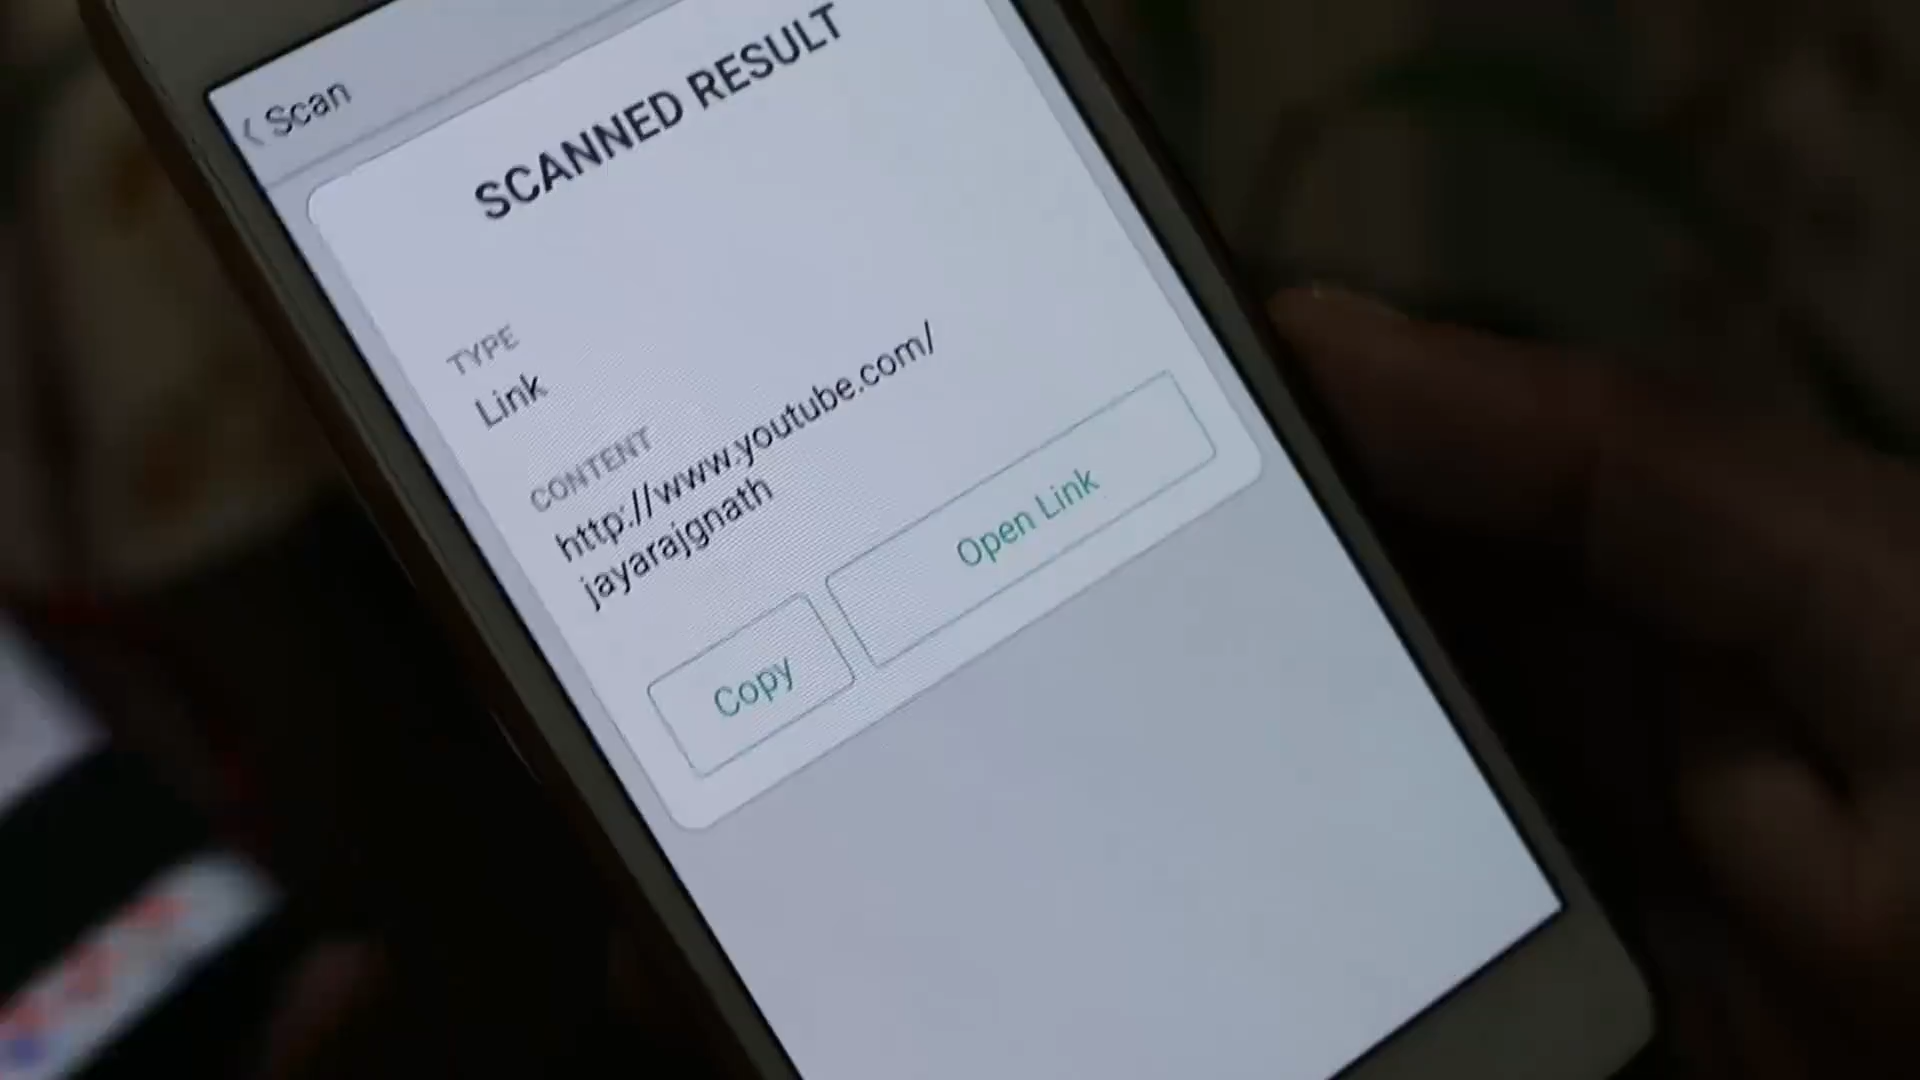 Scan
SCANNED RESULT
TYPE
Link
CONTENT
http://www.youtube.com/
jayarajgnath
Copy
Open Link